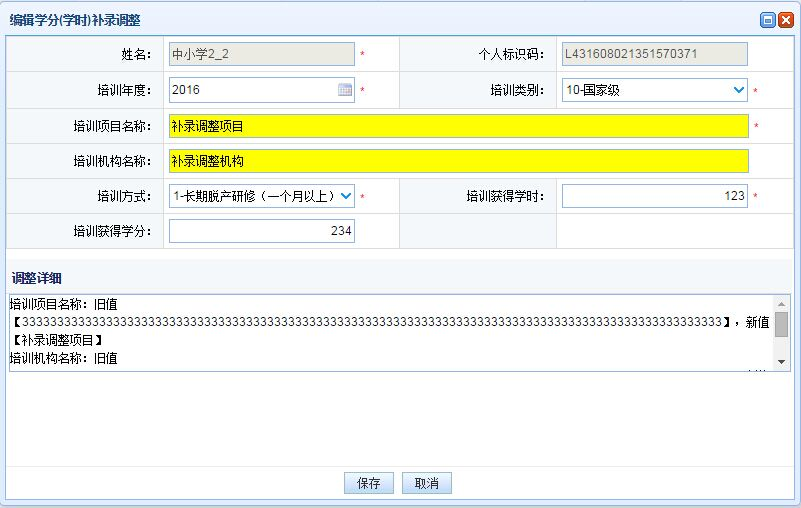 编辑学分(学时)补录调整
姓名： 中小学2_2 * 个人标识码： L431608021351570371
培训年度： 2016 * 培训类别： 10-国家级 *
培训项目名称： 补录调整项目 *
培训机构名称： 补录调整机构
培训方式： 1-长期脱产研修（一个月以上） * 培训获得学时： 123 *
培训获得学分： 234
调整详细
培训项目名称：旧值
【3333333333333333333333333333333333333333333333333333333333333333333333333333333333333333333333333333】，新值
【补录调整项目】
培训机构名称：旧值
保存 取消